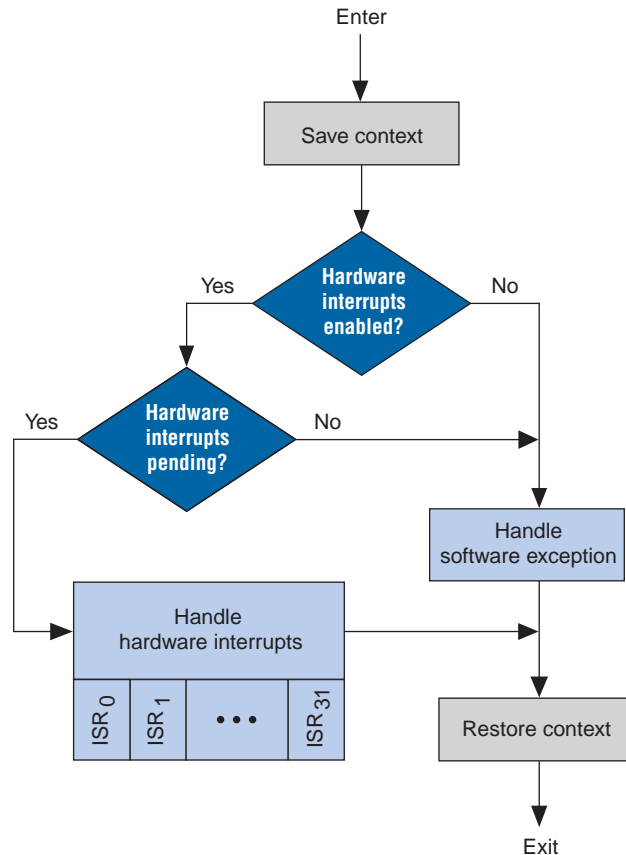 Enter
Save context
Hardware
interrupts
enabled?
Yes
No
Hardware
interrupts
pending?
Yes
No
Handle
software exception
Handle
hardware interrupts
ISR 0
ISR 1
• • •
ISR 31
Restore context
Exit